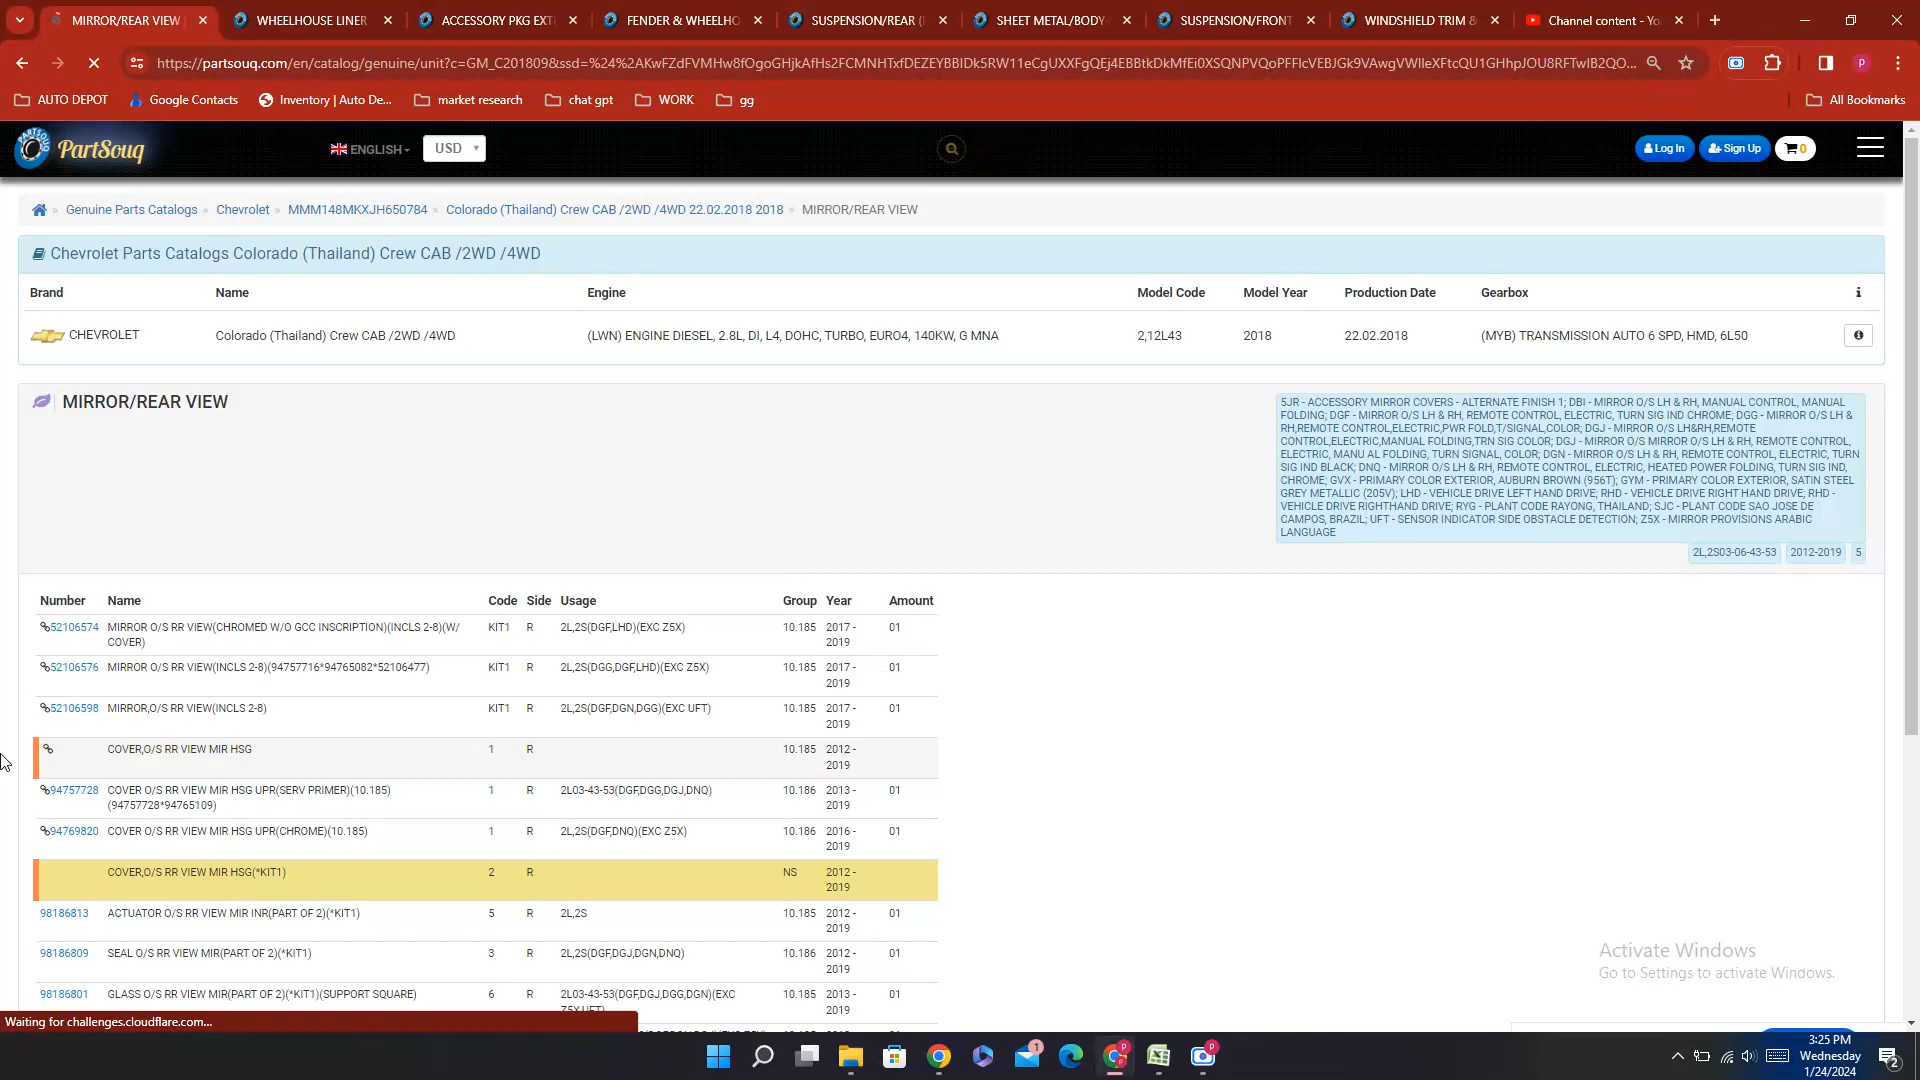 MIRROR/REAR VIEW
WHEELHOUSE LINER
ACCESSORY PKG EXT
FENDER & WHEELHO
SUSPENSION/REAR (
SHEET METAL/BODY
SUSPENSION/FRONT
WINDSHIELD TRIM &
Channel content - Yo
AUTO DEPOT
Google Contacts
Inventory | Auto De...
market research
chat gpt
WORK
gg
All Bookmarks
PartSouq
ENGLISH
USD
Log In
Sign Up
0
Genuine Parts Catalogs » Chevrolet » MMM148MKXJH650784 » Colorado (Thailand) Crew CAB /2WD /4WD 22.02.2018 2018 » MIRROR/REAR VIEW
Chevrolet Parts Catalogs Colorado (Thailand) Crew CAB /2WD /4WD
Brand Name Engine Model Code Model Year Production Date Gearbox
CHEVROLET Colorado (Thailand) Crew CAB /2WD /4WD (LWN) ENGINE DIESEL, 2.8L, DI, L4, DOHC, TURBO, EURO4, 140KW, G MNA 2,12L43 2018 22.02.2018 (MYB) TRANSMISSION AUTO 6 SPD, HMD, 6L50
MIRROR/REAR VIEW
5JR - ACCESSORY MIRROR COVERS - ALTERNATE FINISH 1; DBI - MIRROR O/S LH & RH, MANUAL CONTROL, MANUAL
FOLDING; DGF - MIRROR O/S LH & RH, REMOTE CONTROL, ELECTRIC, TURN SIG IND CHROME; DGG - MIRROR O/S LH &
RH,REMOTE CONTROL,ELECTRIC,PWR FOLD,T/SIGNAL,COLOR; DGJ - MIRROR O/S LH&RH,REMOTE
CONTROL,ELECTRIC,MANUAL FOLDING,TRN SIG COLOR; DGJ - MIRROR O/S MIRROR O/S LH & RH, REMOTE CONTROL,
ELECTRIC, MANU AL FOLDING, TURN SIGNAL, COLOR; DGN - MIRROR O/S LH & RH, REMOTE CONTROL, ELECTRIC, TURN
SIG IND BLACK; DNQ - MIRROR O/S LH & RH, REMOTE CONTROL, ELECTRIC, HEATED POWER FOLDING, TURN SIG IND,
CHROME; GVX - PRIMARY COLOR EXTERIOR, AUBURN BROWN (956T); GYM - PRIMARY COLOR EXTERIOR, SATIN STEEL
GREY METALLIC (205V); LHD - VEHICLE DRIVE LEFT HAND DRIVE; RHD - VEHICLE DRIVE RIGHT HAND DRIVE; RHD -
VEHICLE DRIVE RIGHTHAND DRIVE; RYG - PLANT CODE RAYONG, THAILAND; SJC - PLANT CODE SAO JOSE DE
CAMPOS, BRAZIL; UFT - SENSOR INDICATOR SIDE OBSTACLE DETECTION; Z5X - MIRROR PROVISIONS ARABIC
LANGUAGE
2L,2S03-06-43-53 2012-2019 5
Number Name Code Side Usage Group Year Amount
52106574 MIRROR O/S RR VIEW(CHROMED W/O GCC INSCRIPTION)(INCLS 2-8)(W/ KIT1 R 2L,2S(DGF,LHD)(EXC Z5X) 10.185 2017 - 01
COVER) 2019
52106576 MIRROR O/S RR VIEW(INCLS 2-8)(94757716*94765082*52106477) KIT1 R 2L,2S(DGG,DGF,LHD)(EXC Z5X) 10.185 2017 - 01
2019
52106598 MIRROR,O/S RR VIEW(INCLS 2-8) KIT1 R 2L,2S(DGF,DGN,DGG)(EXC UFT) 10.185 2017 - 01
2019
COVER,O/S RR VIEW MIR HSG 1 R 10.185 2012 -
2019
94757728 COVER O/S RR VIEW MIR HSG UPR(SERV PRIMER)(10.185) 1 R 2L03-43-53(DGF,DGG,DGJ,DNQ) 10.186 2013 - 01
(94757728*94765109) 2019
94769820 COVER O/S RR VIEW MIR HSG UPR(CHROME)(10.185) 1 R 2L,2S(DGF,DNQ)(EXC Z5X) 10.186 2016 - 01
2019
COVER,O/S RR VIEW MIR HSG(*KIT1) 2 R NS 2012 -
2019
98186813 ACTUATOR O/S RR VIEW MIR INR(PART OF 2)(*KIT1) 5 R 2L,2S 10.185 2012 - 01
2019
98186809 SEAL O/S RR VIEW MIR(PART OF 2)(*KIT1) 3 R 2L,2S(DGF,DGJ,DGN,DNQ) 10.186 2012 - 01
2019
98186801 GLASS O/S RR VIEW MIR(PART OF 2)(*KIT1)(SUPPORT SQUARE) 6 R 2L03-43-53(DGF,DGJ,DGG,DGN)(EXC 10.185 2013 - 01
2019
Activate Windows
Go to Settings to activate Windows.
Waiting for challenges.cloudflare.com...
1
3:25 PM
Wednesday
1/24/2024
2